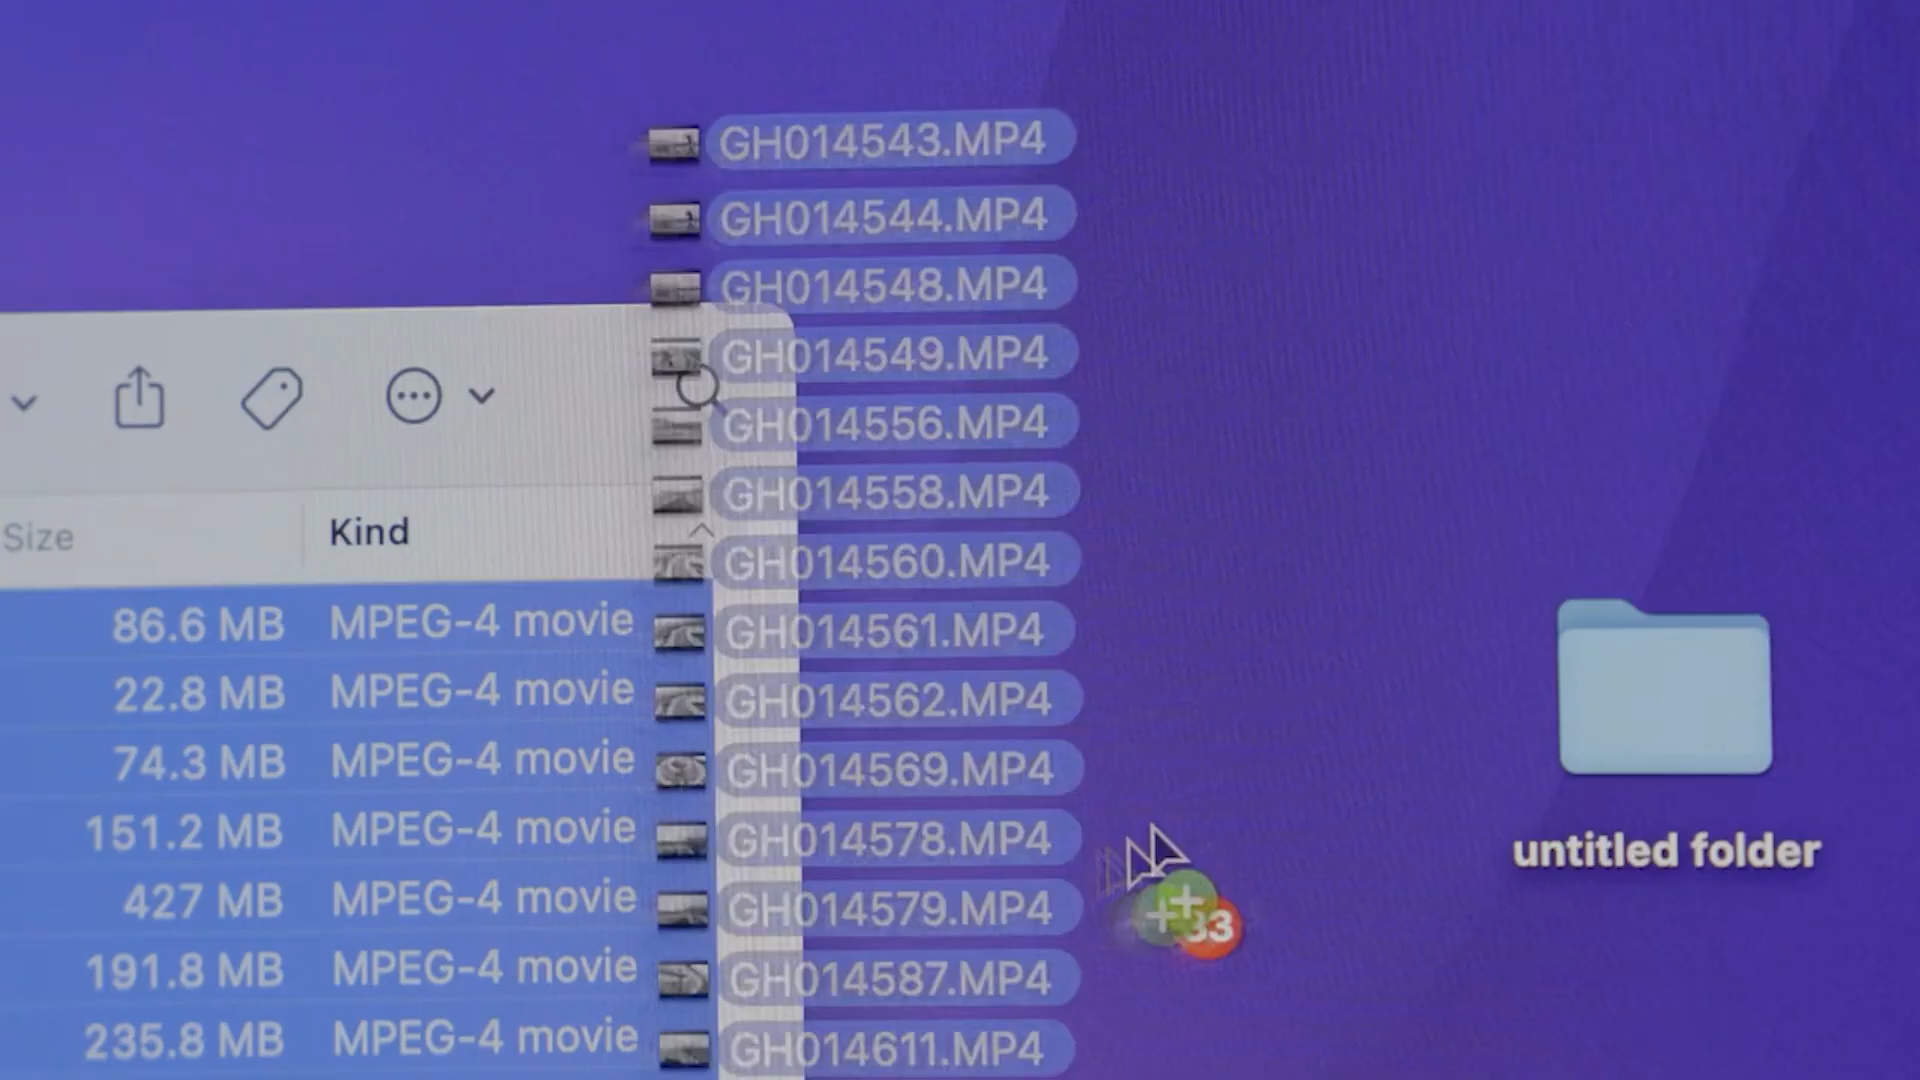 GH014543.MP4
GH014544.MP4
GH014548.MP4
GH014549.MP4
GH014556.MP4
GH014558.MP4
Size Kind
GH014560.MP4
86.6 MB MPEG-4 movie GH014561.MP4
22.8 MB MPEG-4 movie GH014562.MP4
74.3 MB MPEG-4 movie GH014569.MP4
151.2 MB MPEG-4 movie GH014578.MP4
untitled folder
427 MB MPEG-4 movie GH014579.MP4
33
191.8 MB MPEG-4 movie GH014587.MP4
235.8 MB MPEG-4 movie GH014611.MP4